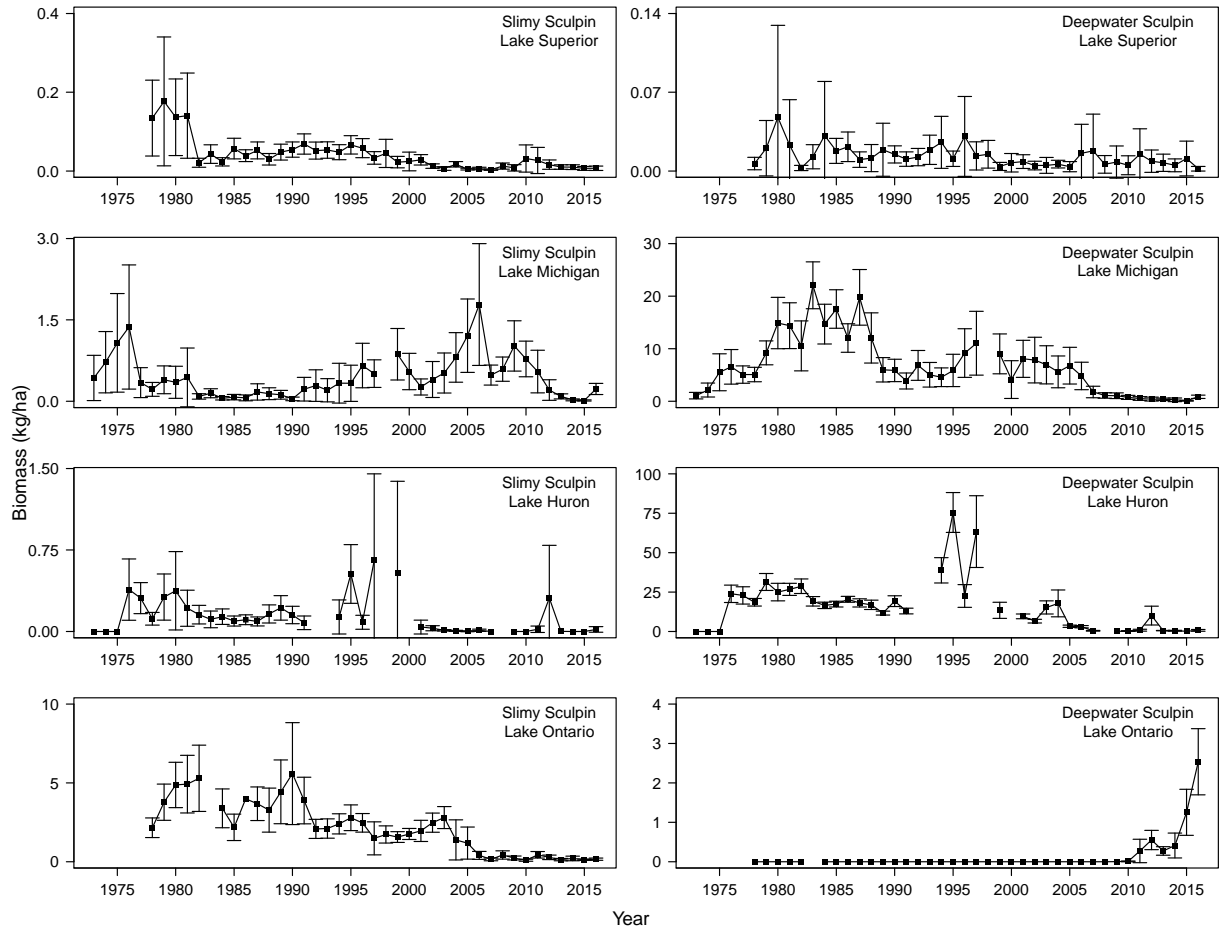 Slimy Sculpin
Lake Superior
0.4
0.2
0.0
1975 1980 1985 1990 1995 2000 2005 2010 2015
Deepwater Sculpin
Lake Superior
0.14
0.07
0.00
1975 1980 1985 1990 1995 2000 2005 2010 2015
Slimy Sculpin
Lake Michigan
3.0
1.5
0.0
1975 1980 1985 1990 1995 2000 2005 2010 2015
Deepwater Sculpin
Lake Michigan
30
20
10
0
1975 1980 1985 1990 1995 2000 2005 2010 2015
Biomass (kg/ha)
Slimy Sculpin
Lake Huron
1.50
0.75
0.00
1975 1980 1985 1990 1995 2000 2005 2010 2015
Deepwater Sculpin
Lake Huron
100
75
50
25
0
1975 1980 1985 1990 1995 2000 2005 2010 2015
Slimy Sculpin
Lake Ontario
10
5
0
1975 1980 1985 1990 1995 2000 2005 2010 2015
Deepwater Sculpin
Lake Ontario
4
3
2
1
0
1975 1980 1985 1990 1995 2000 2005 2010 2015
Year